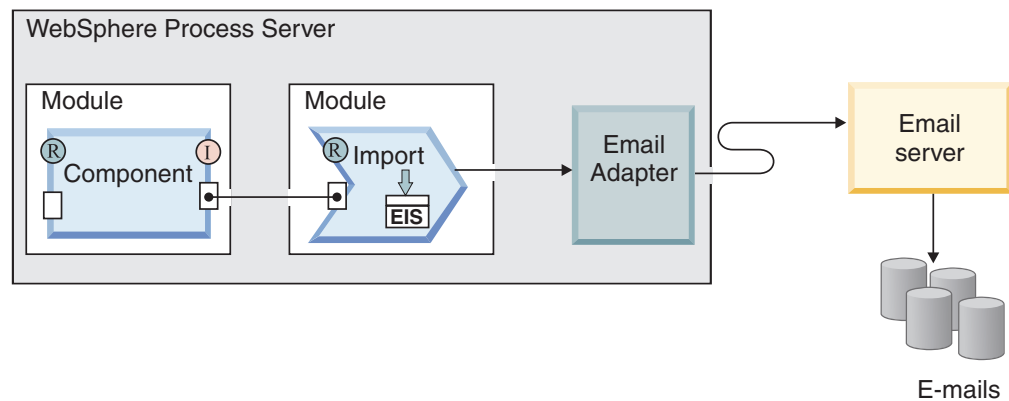 WebSphere Process Server
Module
R
I
Component
Module
R
Import
EIS
Email
Adapter
Email
server
E-mails